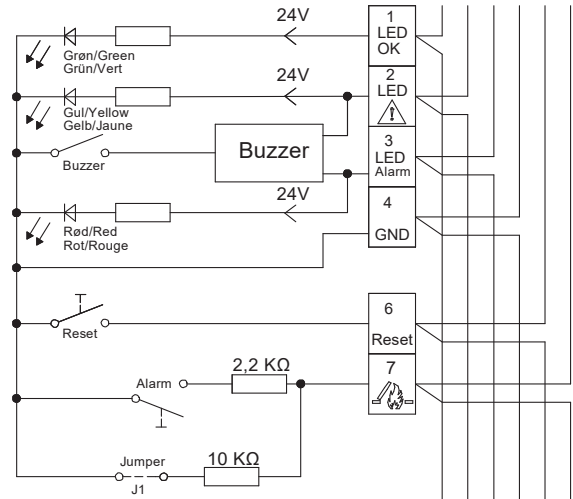 24V
1
LED
OK
Grøn/Green
Grün/Vert
24V
2
LED
Gul/Yellow
Gelb/Jaune
Buzzer
Buzzer
3
LED
Alarm
24V
4
GND
Rød/Red
Rot/Rouge
6
Reset
Reset
7
Alarm
2,2 KΩ
Jumper
J1
10 KΩ